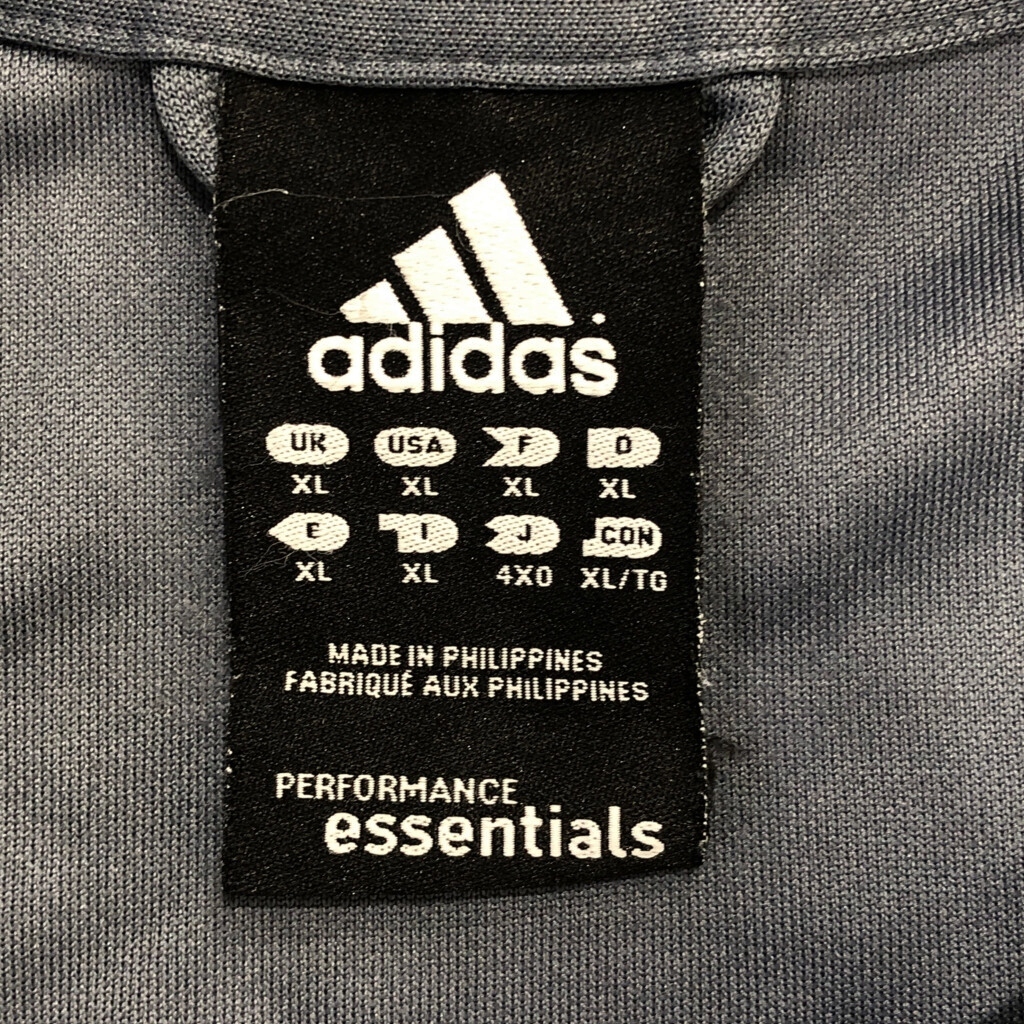 adidas
UK USA F D
XL XL XL XL
E I J CON
XL XL 4XO XL/TG
MADE IN PHILIPPINES
FABRIQUÉ AUX PHILIPPINES
PERFORMANCE
essentials